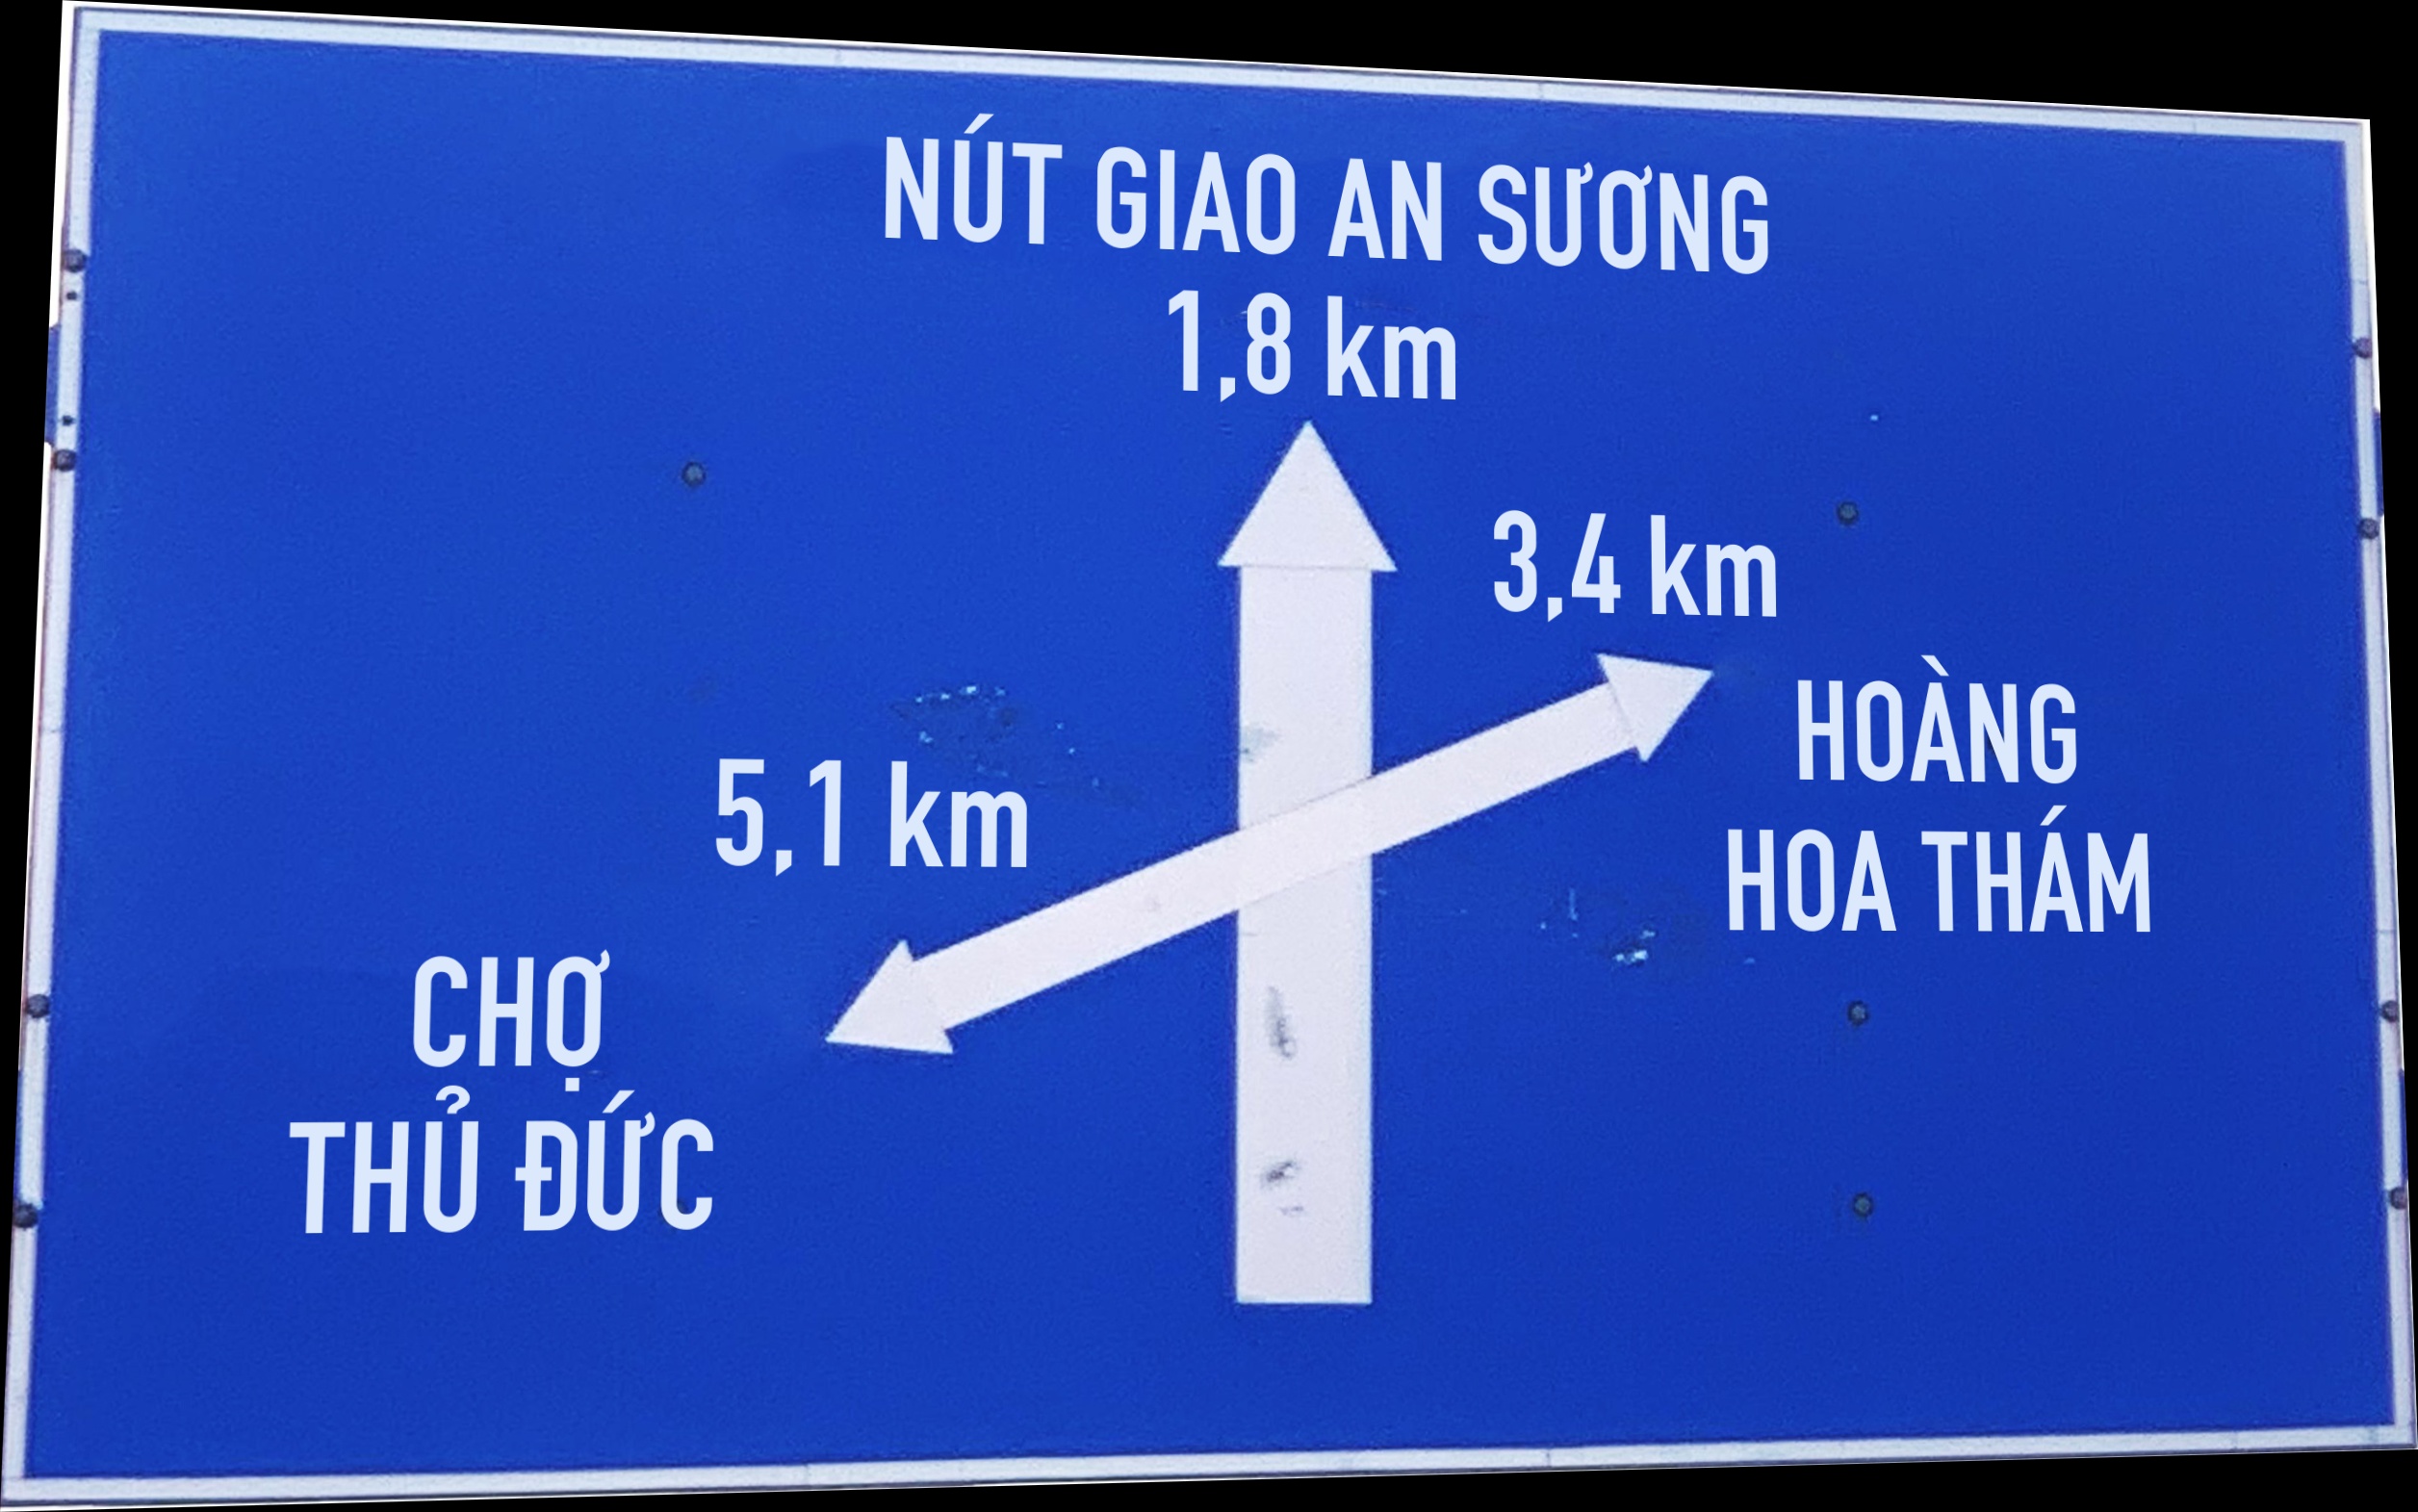 NÚT GIAO AN SƯƠNG
1,8 km
3,4 km
HOÀNG
HOA THÁM
5,1 km
CHỢ
THỦ ĐỨC